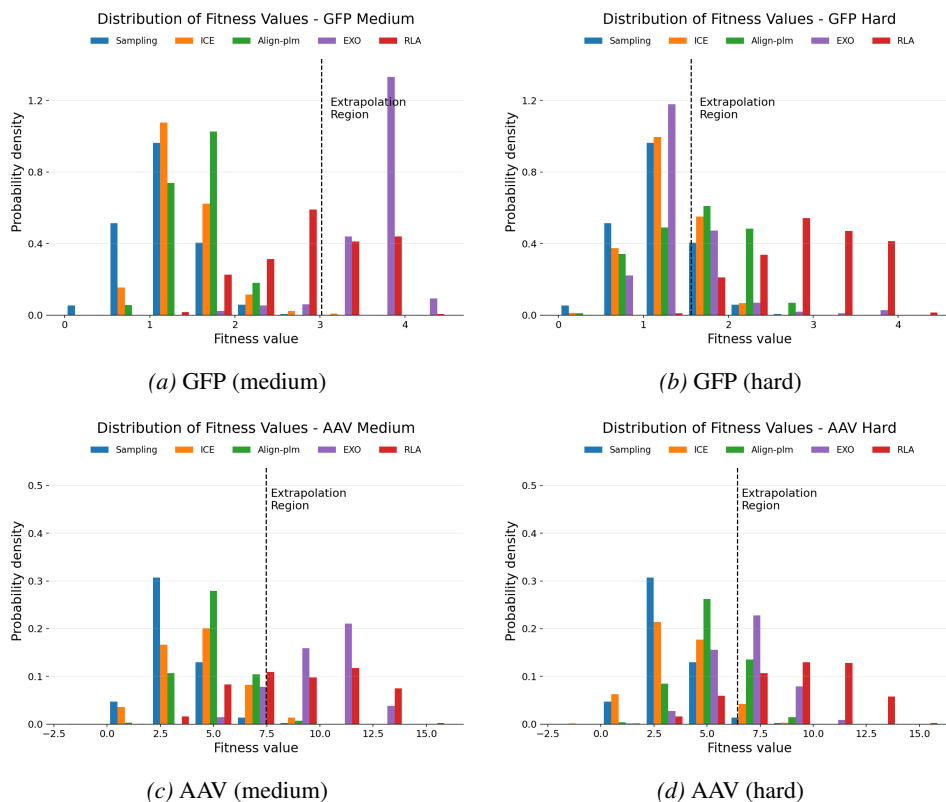 Distribution of Fitness Values - GFP Medium
Sampling ICE Align-plm EXO RLA
Extrapolation
Region
Probability density
1.2
0.8
0.4
0.0
0 1 2 3 4
Fitness value
(a) GFP (medium)
Distribution of Fitness Values - GFP Hard
Sampling ICE Align-plm EXO RLA
Extrapolation
Region
Probability density
1.2
0.8
0.4
0.0
0 1 2 3 4
Fitness value
(b) GFP (hard)
Distribution of Fitness Values - AAV Medium
Sampling ICE Align-plm EXO RLA
Extrapolation
Region
Probability density
0.5
0.4
0.3
0.2
0.1
0.0
−2.5 0.0 2.5 5.0 7.5 10.0 12.5 15.0
Fitness value
(c) AAV (medium)
Distribution of Fitness Values - AAV Hard
Sampling ICE Align-plm EXO RLA
Extrapolation
Region
Probability density
0.5
0.4
0.3
0.2
0.1
0.0
−2.5 0.0 2.5 5.0 7.5 10.0 12.5 15.0
Fitness value
(d) AAV (hard)